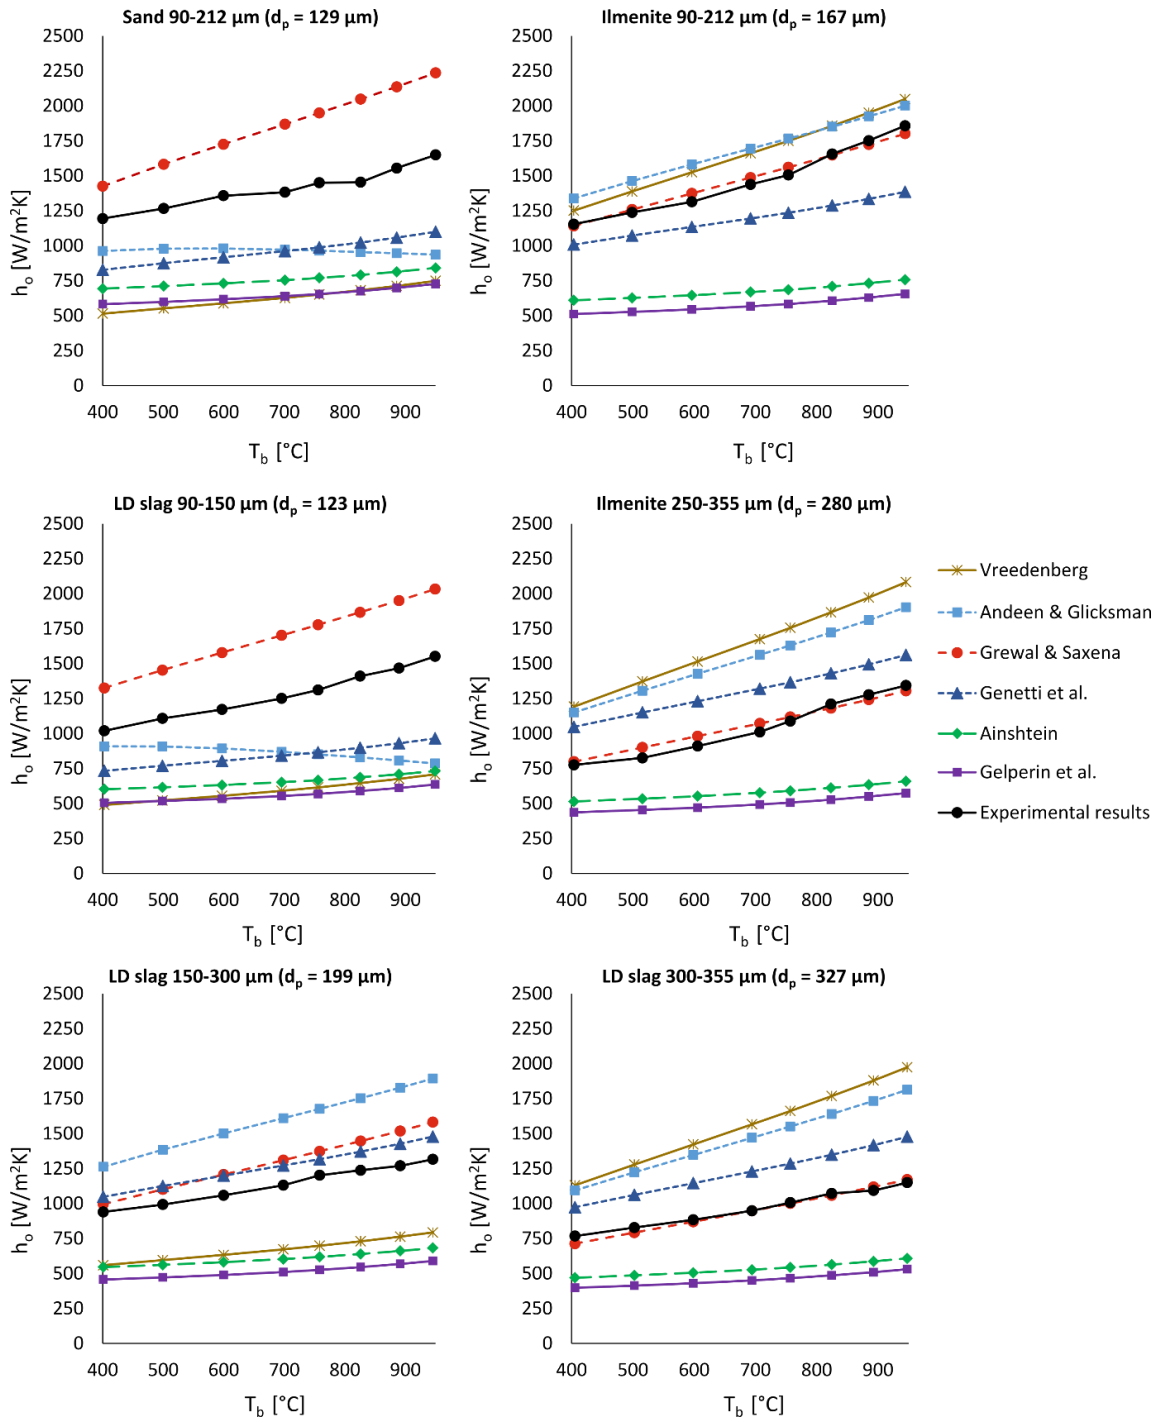 Sand 90-212 µm (dp = 129 µm)
2500
2250
2000
1750
1500
1250
1000
750
500
250
0
ho [W/m2K]
400 500 600 700 800 900
Tb [°C]
Ilmenite 90-212 µm (dp = 167 µm)
2500
2250
2000
1750
1500
1250
1000
750
500
250
0
ho [W/m2K]
400 500 600 700 800 900
Tb [°C]
LD slag 90-150 µm (dp = 123 µm)
2500
2250
2000
1750
1500
1250
1000
750
500
250
0
ho [W/m2K]
400 500 600 700 800 900
Tb [°C]
Ilmenite 250-355 µm (dp = 280 µm)
2500
2250
2000
1750
1500
1250
1000
750
500
250
0
ho [W/m2K]
400 500 600 700 800 900
Tb [°C]
Vreedenberg
Andeen & Glicksman
Grewal & Saxena
Genetti et al.
Ainshtein
Gelperin et al.
Experimental results
LD slag 150-300 µm (dp = 199 µm)
2500
2250
2000
1750
1500
1250
1000
750
500
250
0
ho [W/m2K]
400 500 600 700 800 900
Tb [°C]
LD slag 300-355 µm (dp = 327 µm)
2500
2250
2000
1750
1500
1250
1000
750
500
250
0
ho [W/m2K]
400 500 600 700 800 900
Tb [°C]